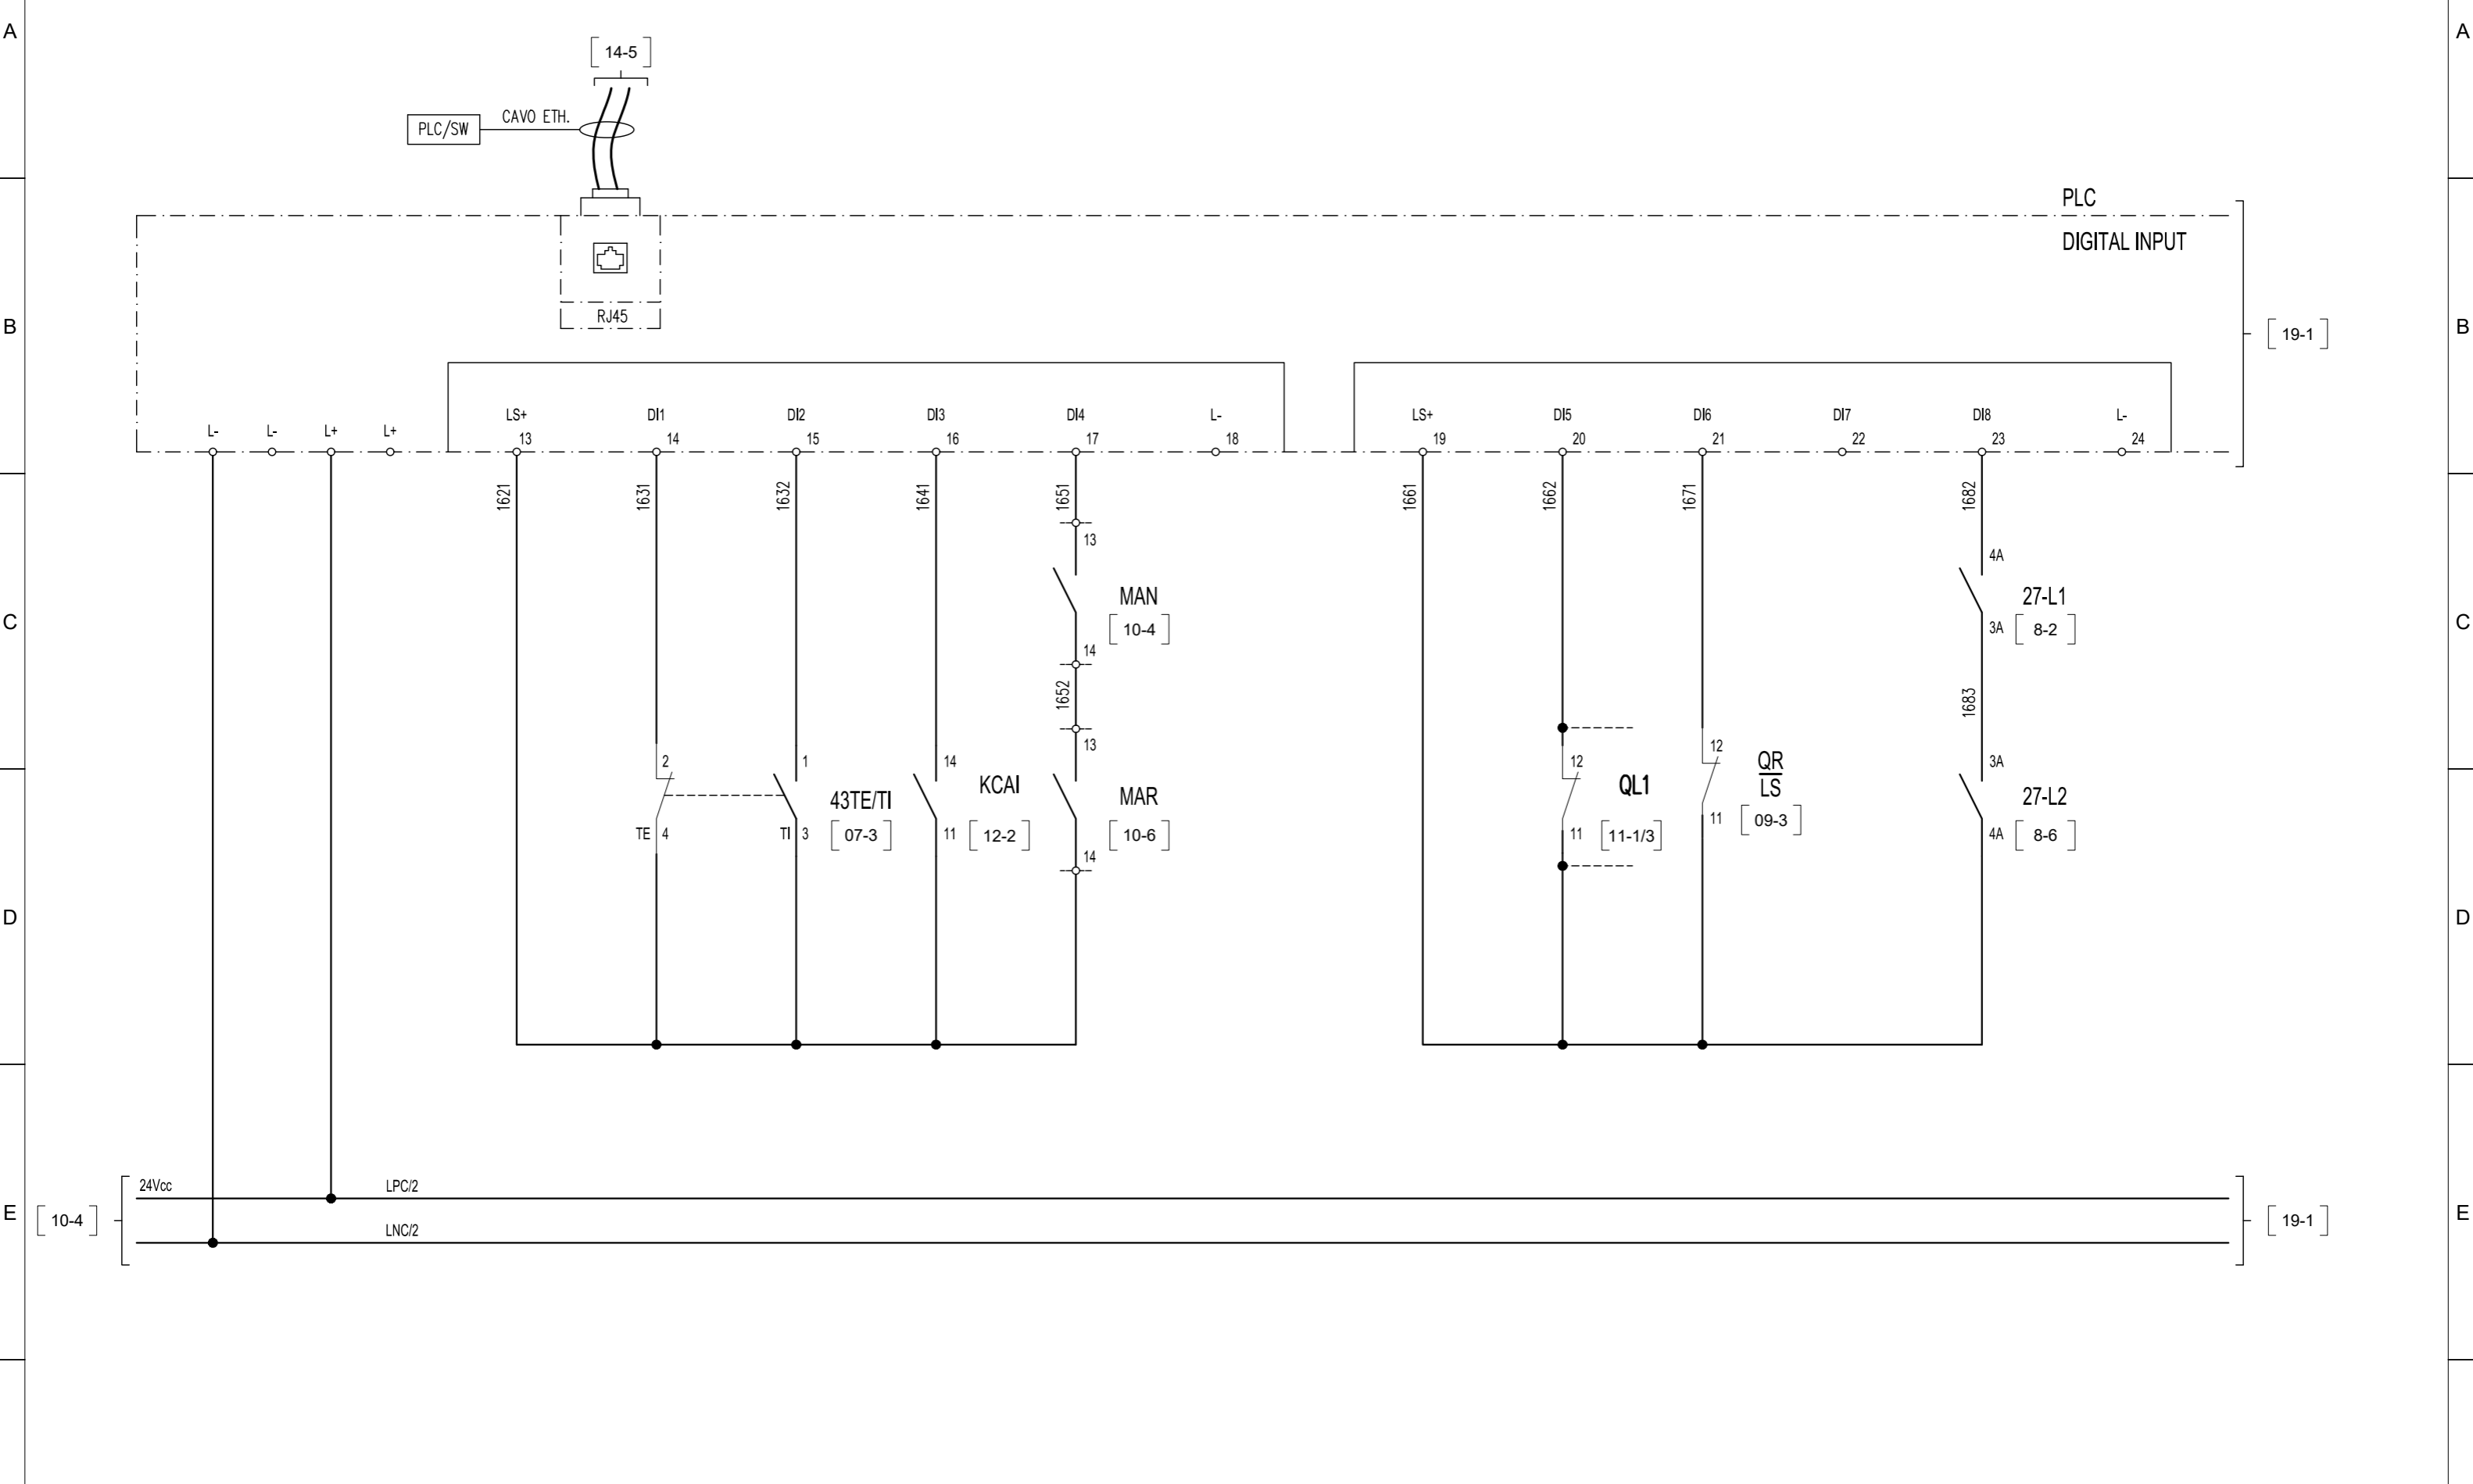 A
A
14-5
PLC/SW
CAVO ETH.
PLC
DIGITAL INPUT
RJ45
B
19-1
B
L-
L-
L+
L+
LS+
13
DI1
14
DI2
15
DI3
16
DI4
17
L-
18
LS+
19
DI5
20
DI6
21
DI7
22
DI8
23
L-
24
1621
1631
1632
1641
1651
1661
1662
1671
1682
13
4A
MAN
27-L1
C
10-4
3A
8-2
C
14
1652
1683
13
12
QR
LS
2
1
14
12
3A
43TE/TI
KCAI
MAR
QL1
27-L2
TE 4
TI 3
07-3
11
12-2
10-6
11
11-1/3
11
09-3
4A
8-6
14
D
D
24Vcc
LPC/2
E
10-4
19-1
E
LNC/2